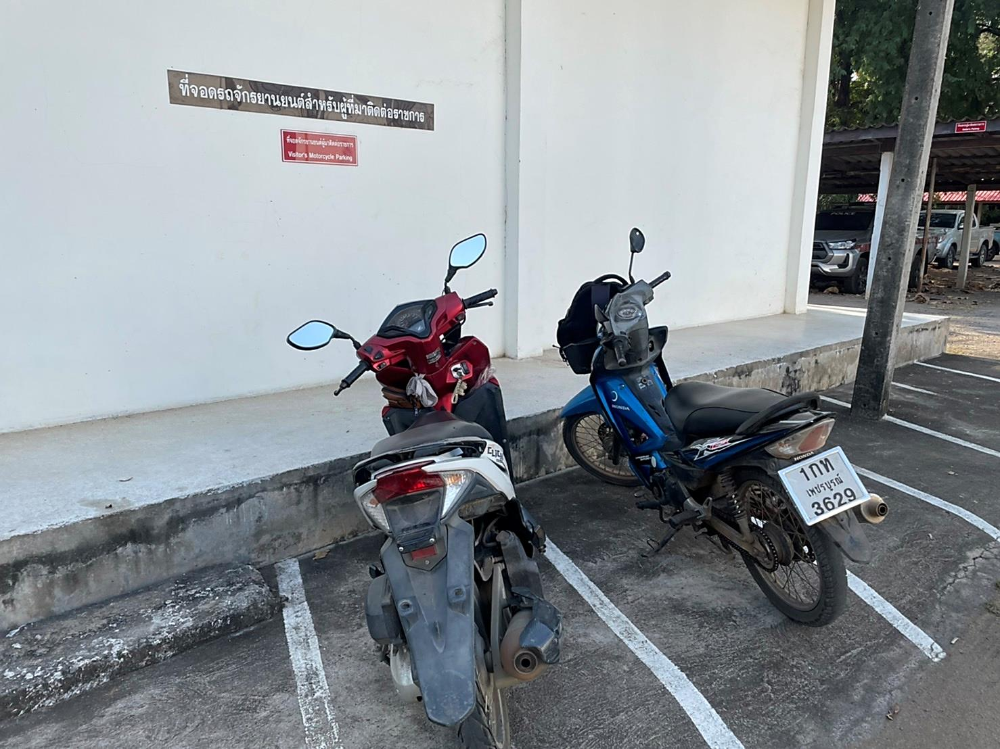 ที่จอดรถจักรยานยนต์สำหรับผู้ที่มาติดต่อราชการ
ที่จอดจักรยานยนต์ผู้มาติดต่อราชการ
Visitor's Motorcycle Parking
POLICE
HONDA
CLICK
HONDA
1กท
เพชรบูรณ์
3629